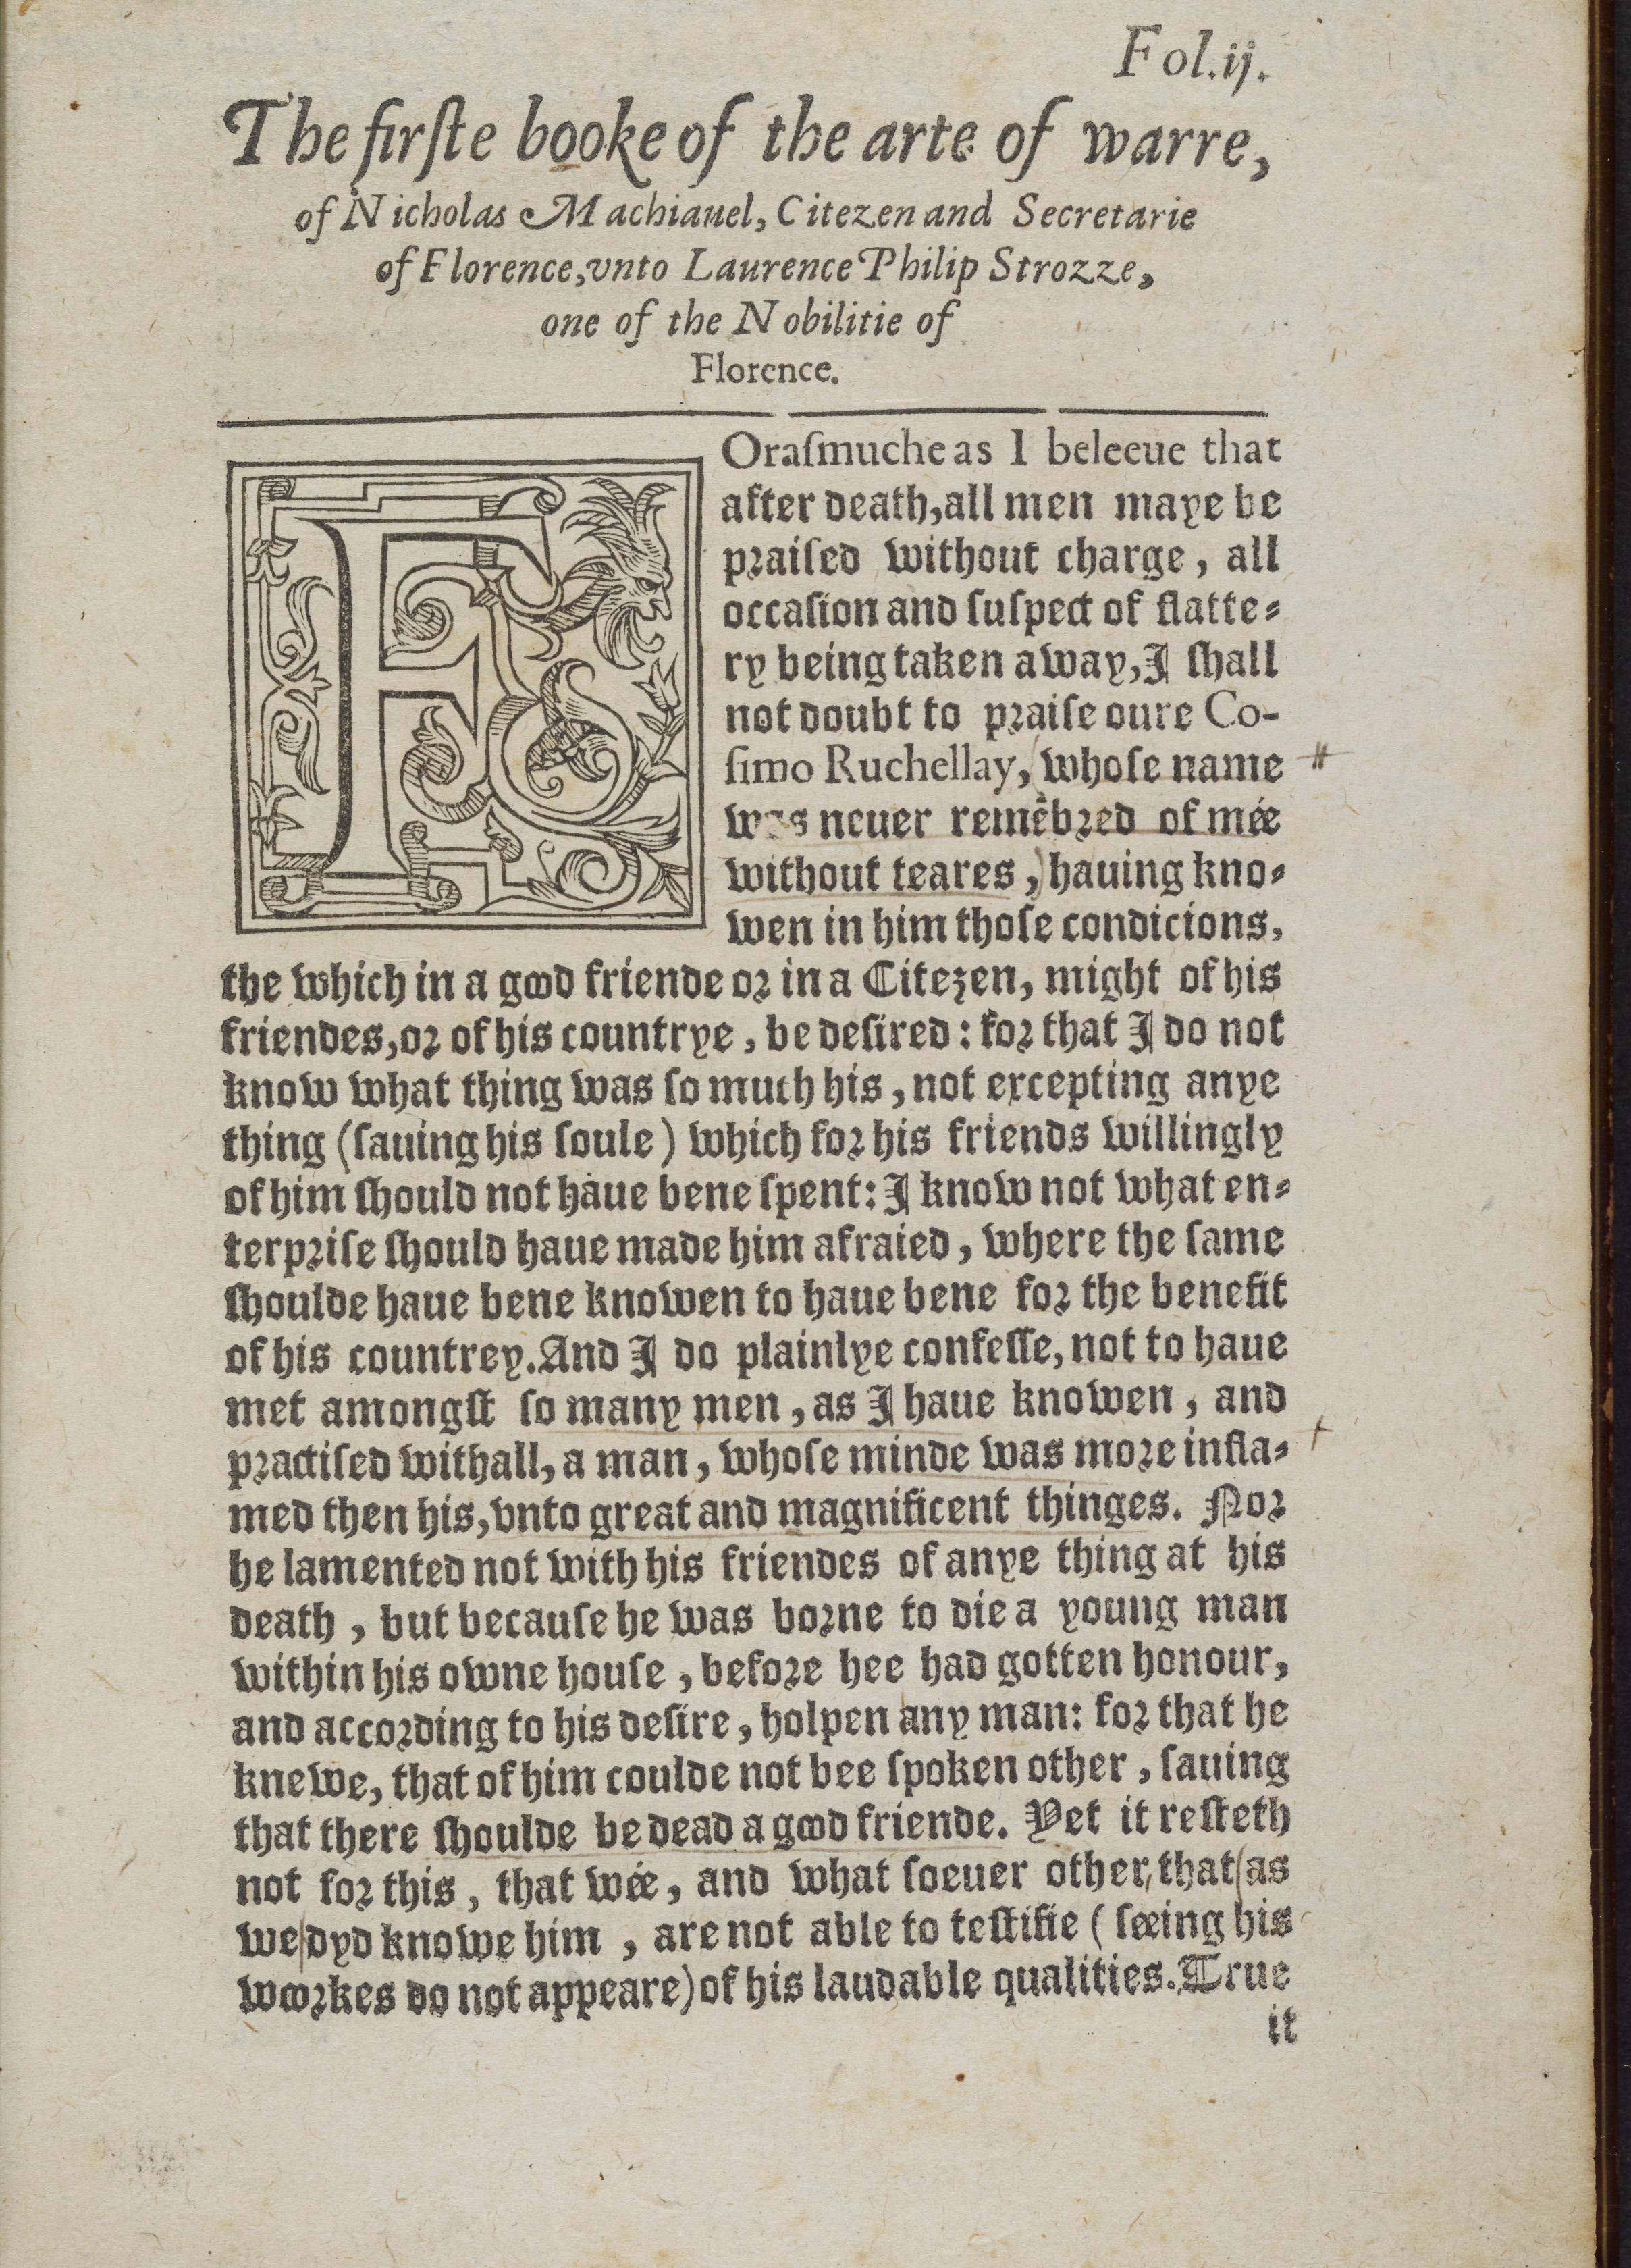 Fol.ij.
The firſte booke of the arte of warre,
of Nicholas Machiauel, Citezen and Secretarie
of Florence,vnto Laurence Philip Strozze,
one of the Nobilitie of
Florence.
FOraſmuche as I beleeue that
after death,all men maye be
praiſed without charge, all
occaſion and ſuſpect of flatte-
ry being taken away,I ſhall
not doubt to praiſe oure Co-
ſimo Ruchellay, whoſe name
was neuer remēbred of mée
without teares, hauing kno-
wen in him thoſe condicions,
the which in a good friende or in a Citezen, might of his
friendes,or of his countrye, be deſired: for that I do not
know what thing was ſo much his, not excepting anye
thing (ſauing his ſoule) which for his friends willingly
of him ſhould not haue bene ſpent: I know not what en-
terpriſe ſhould haue made him afraied, where the ſame
ſhoulde haue bene knowen to haue bene for the benefit
of his countrey.And I do plainlye confeſſe, not to haue
met amongſt ſo many men, as I haue knowen, and
practiſed withall, a man, whoſe minde was more infla-
med then his,vnto great and magnificent thinges. Nor
he lamented not with his friendes of anye thing at his
death, but becauſe he was borne to die a young man
within his owne houſe, before hee had gotten honour,
and according to his deſire, holpen any man: for that he
knewe, that of him coulde not bee ſpoken other, ſauing
that there ſhoulde be dead a good friende. Yet it reſteth
not for this, that wée, and what ſoeuer other, that (as
we dyd knowe him, are not able to teſtifie (ſeeing his
woorkes do not appeare) of his laudable qualities.True
it